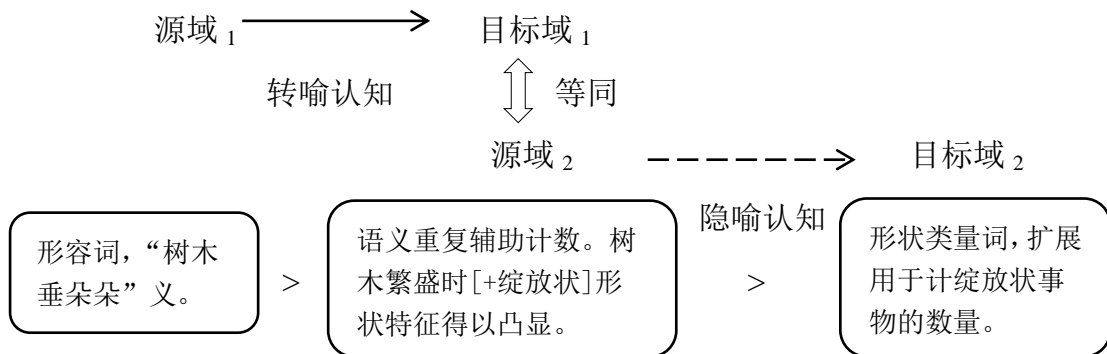 源域1 目标域1
转喻认知 等同
源域2 目标域2
隐喻认知
形容词，“树木
垂朵朵”义。
>
语义重复辅助计数。树
木繁盛时[+绽放状]形
状特征得以凸显。
>
形状类量词，扩展
用于计绽放状事
物的数量。